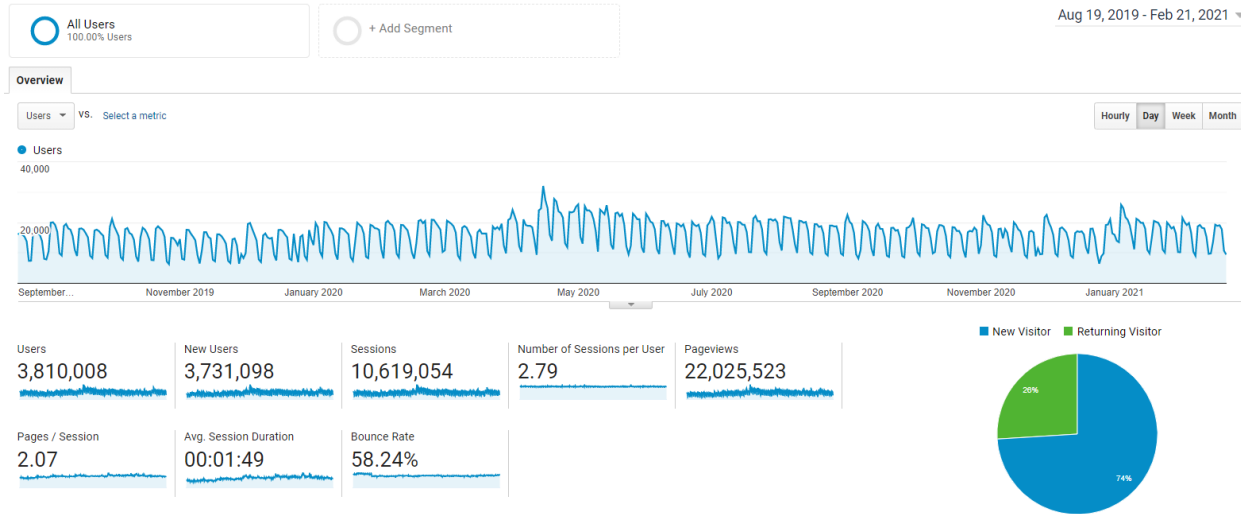 All Users
100.00% Users
+ Add Segment
Aug 19, 2019 - Feb 21, 2021
Overview
Users
VS.
Select a metric
Hourly
Day
Week
Month
Users
40,000
20,000
September...
November 2019
January 2020
March 2020
May 2020
July 2020
September 2020
November 2020
January 2021
New Visitor
Returning Visitor
Users
3,810,008
New Users
3,731,098
Sessions
10,619,054
Number of Sessions per User
2.79
Pageviews
22,025,523
Pages / Session
2.07
Avg. Session Duration
00:01:49
Bounce Rate
58.24%
26%
74%